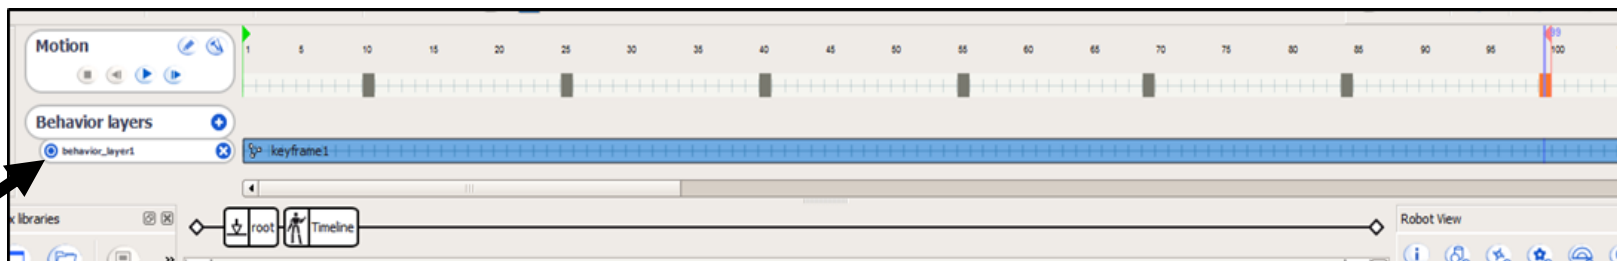 Motion
1 5 10 15 20 25 30 35 40 45 50 55 60 65 70 75 80 85 90 95 99 100
Behavior layers
behavior_layer1
keyframe1
x libraries
root
Timeline
Robot View